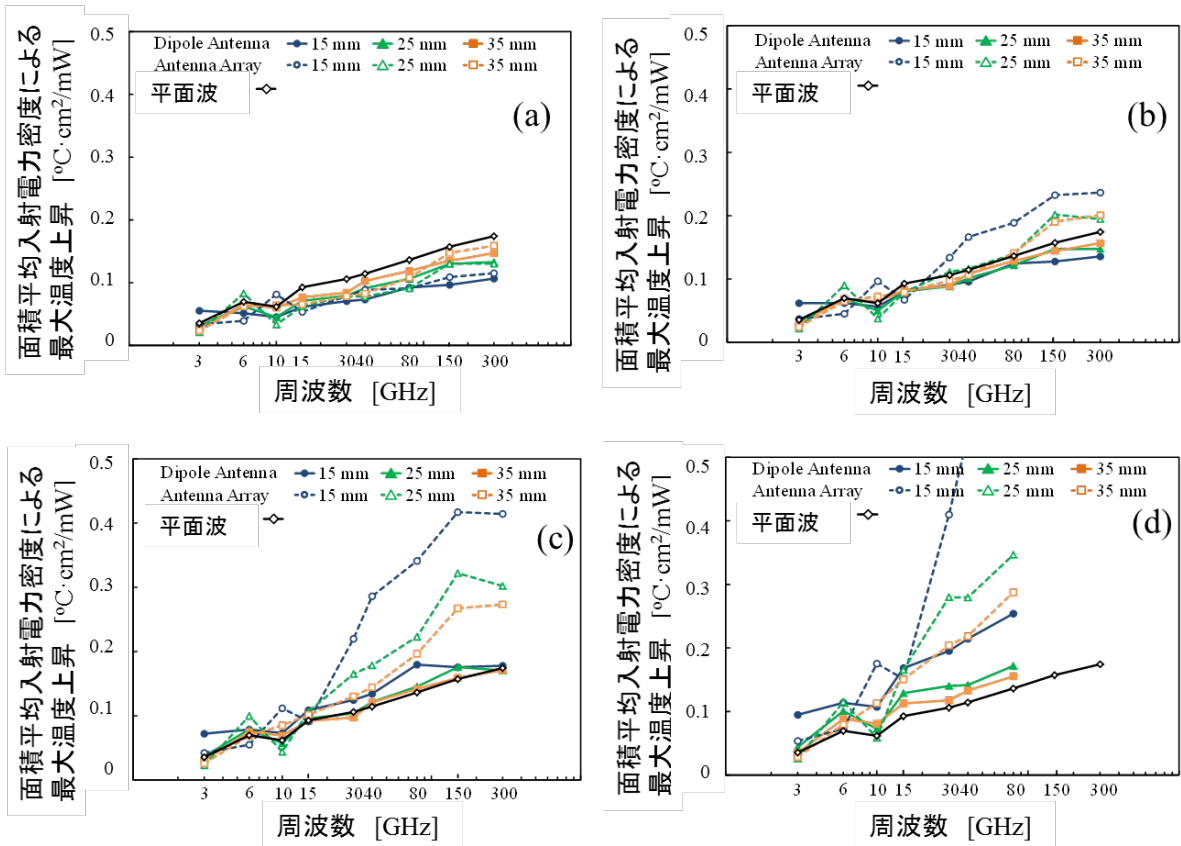 面積平均入射電力密度による
最大温度上昇 [ºC·cm²/mW]
0.5
0.4
0.3
0.2
0.1
0
Dipole Antenna 15 mm 25 mm 35 mm
Antenna Array 15 mm 25 mm 35 mm
平面波
(a)
3 6 10 15 30 40 80 150 300
周波数 [GHz]
面積平均入射電力密度による
最大温度上昇 [ºC·cm²/mW]
0.5
0.4
0.3
0.2
0.1
0
Dipole Antenna 15 mm 25 mm 35 mm
Antenna Array 15 mm 25 mm 35 mm
平面波
(b)
3 6 10 15 30 40 80 150 300
周波数 [GHz]
面積平均入射電力密度による
最大温度上昇 [ºC·cm²/mW]
0.5
0.4
0.3
0.2
0.1
0
Dipole Antenna 15 mm 25 mm 35 mm
Antenna Array 15 mm 25 mm 35 mm
平面波
(c)
3 6 10 15 30 40 80 150 300
周波数 [GHz]
面積平均入射電力密度による
最大温度上昇 [ºC·cm²/mW]
0.5
0.4
0.3
0.2
0.1
0
Dipole Antenna 15 mm 25 mm 35 mm
Antenna Array 15 mm 25 mm 35 mm
平面波
(d)
3 6 10 15 30 40 80 150 300
周波数 [GHz]